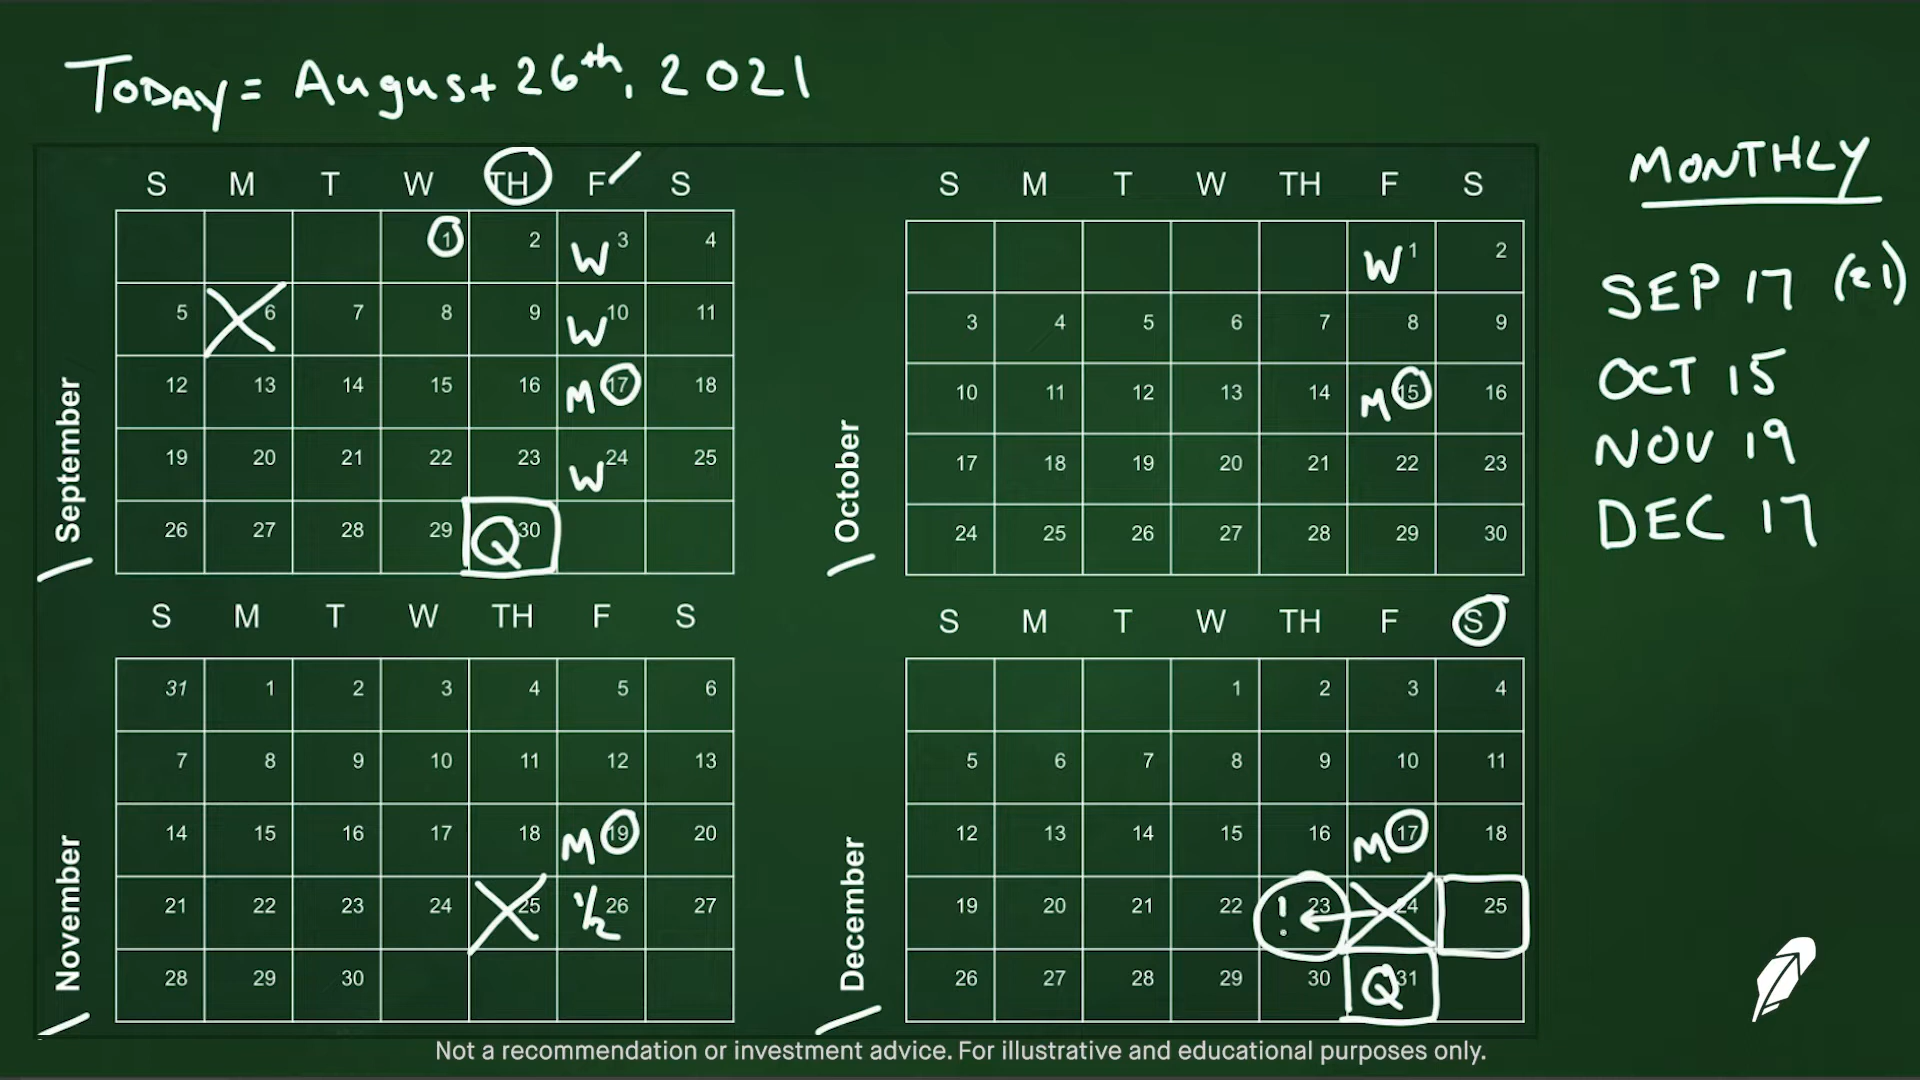 TODAY = August 26th, 2021
MONTHLY
SEP 17 (21)
OCT 15
NOV 19
DEC 17
September
S M T W TH F S
1 2 W 3 4
5 6 7 8 9 W 10 11
12 13 14 15 16 M 17 18
19 20 21 22 23 W 24 25
26 27 28 29 Q 30
October
S M T W TH F S
W 1 2
3 4 5 6 7 8 9
10 11 12 13 14 M 15 16
17 18 19 20 21 22 23
24 25 26 27 28 29 30
November
S M T W TH F S
31 1 2 3 4 5 6
7 8 9 10 11 12 13
14 15 16 17 18 M 19 20
21 22 23 24 25 1/2 26 27
28 29 30
December
S M T W TH F S
1 2 3 4
5 6 7 8 9 10 11
12 13 14 15 16 M 17 18
19 20 21 22 ! 23 24 25
26 27 28 29 30 Q 31
Not a recommendation or investment advice. For illustrative and educational purposes only.